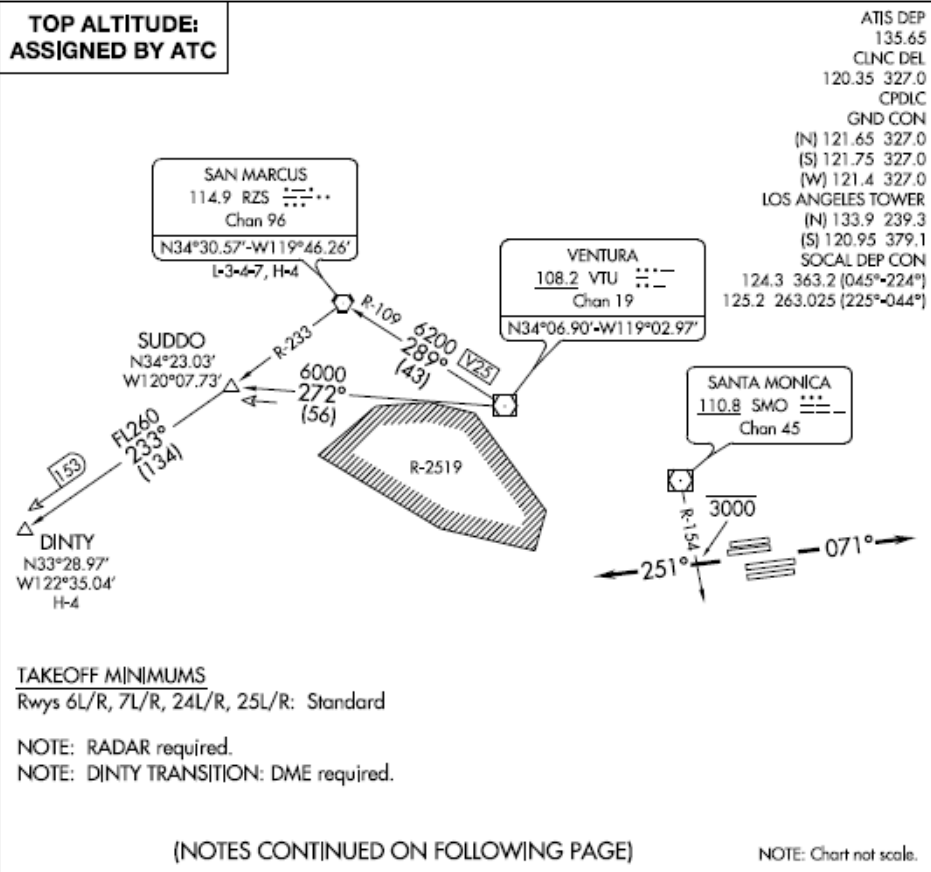 TOP ALTITUDE:
ASSIGNED BY ATC
ATIS DEP
135.65
CLNC DEL
120.35 327.0
CPDLC
GND CON
(N) 121.65 327.0
(S) 121.75 327.0
(W) 121.4 327.0
LOS ANGELES TOWER
(N) 133.9 239.3
(S) 120.95 379.1
SOCAL DEP CON
124.3 363.2 (045°-224°)
125.2 263.025 (225°-044°)
SAN MARCUS
114.9 RZS
Chan 96
N34°30.57'-W119°46.26'
L-3-4-7, H-4
VENTURA
108.2 VTU
Chan 19
N34°06.90'-W119°02.97'
R-109
6200
289°
(43)
V25
R-233
SUDDO
N34°23.03'
W120°07.73'
6000
272°
(56)
SANTA MONICA
110.8 SMO
Chan 45
FL260
233°
(134)
153
R-2519
R-154
3000
251°
071°
DINTY
N33°28.97'
W122°35.04'
H-4
TAKEOFF MINIMUMS
Rwys 6L/R, 7L/R, 24L/R, 25L/R: Standard
NOTE: RADAR required.
NOTE: DINTY TRANSITION: DME required.
(NOTES CONTINUED ON FOLLOWING PAGE)
NOTE: Chart not scale.